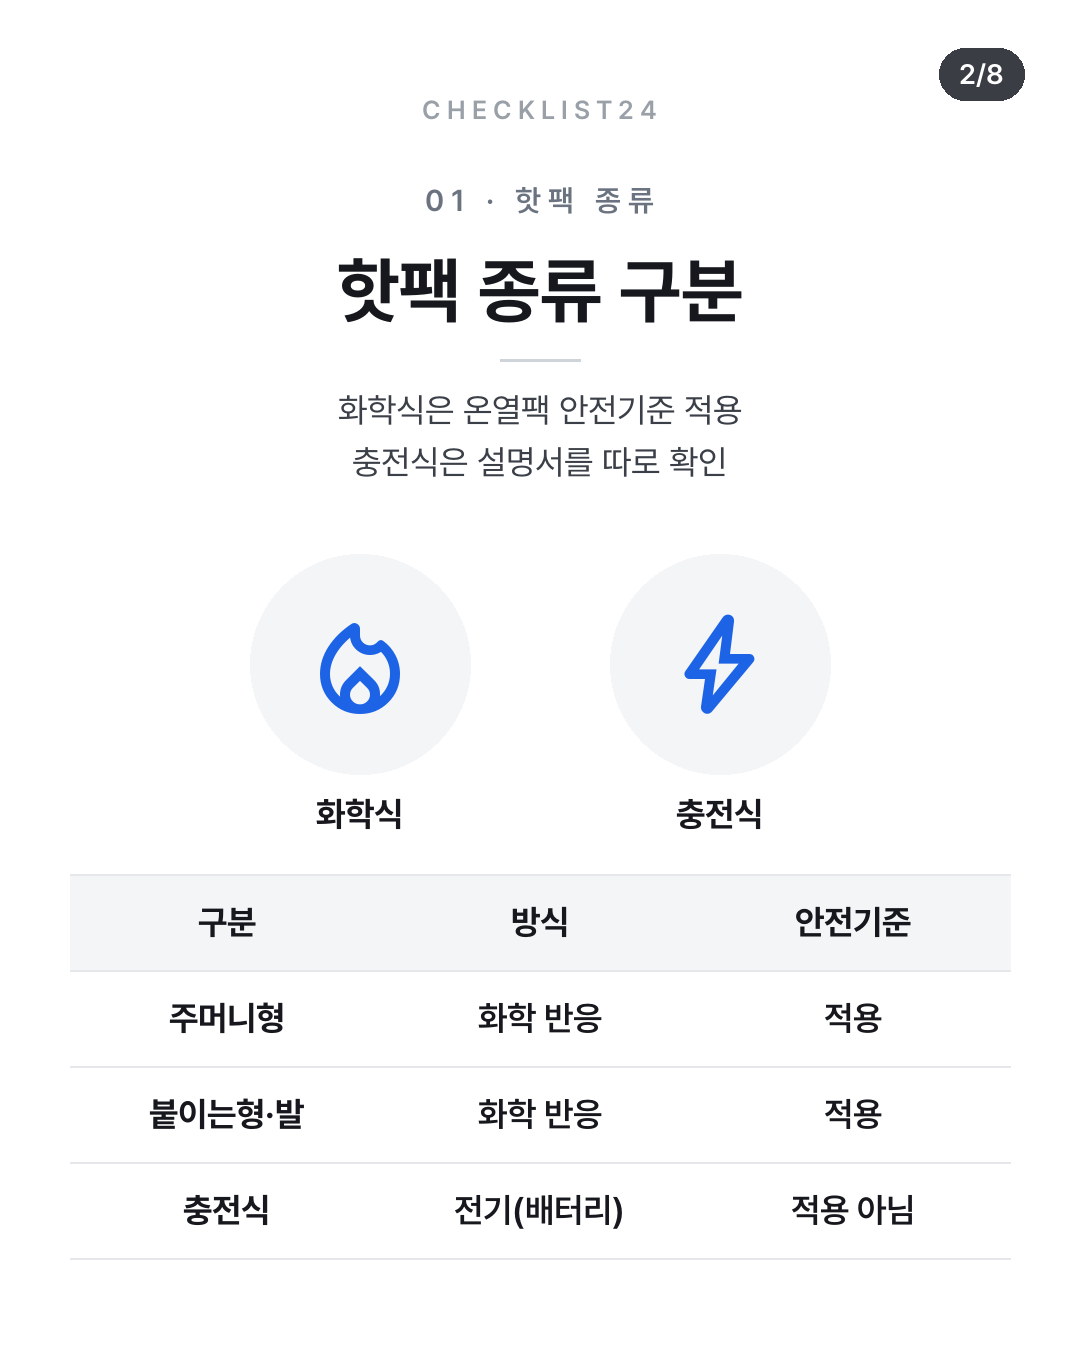 2/8
CHECKLIST24
01 · 핫팩 종류
핫팩 종류 구분
화학식은 온열팩 안전기준 적용
충전식은 설명서를 따로 확인
화학식 충전식
구분 방식 안전기준
주머니형 화학 반응 적용
붙이는형·발 화학 반응 적용
충전식 전기(배터리) 적용 아님